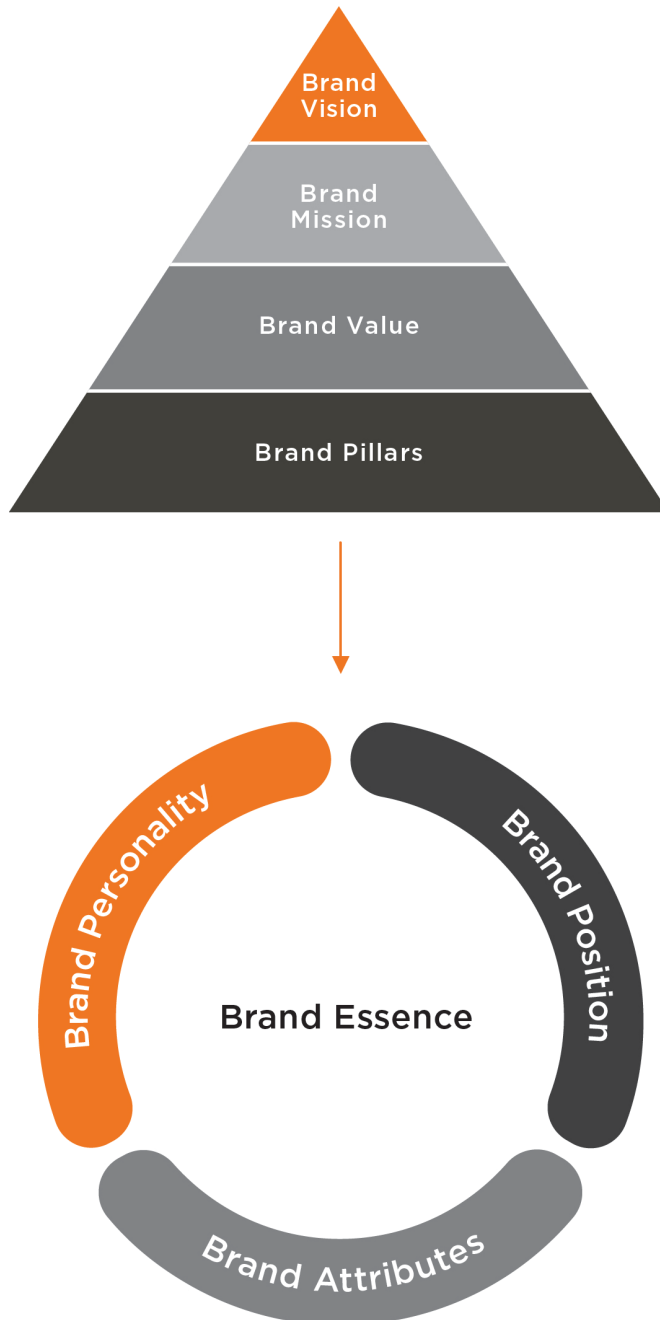 Brand
Vision
Brand
Mission
Brand Value
Brand Pillars
Brand Personality
Brand Position
Brand Essence
Brand Attributes